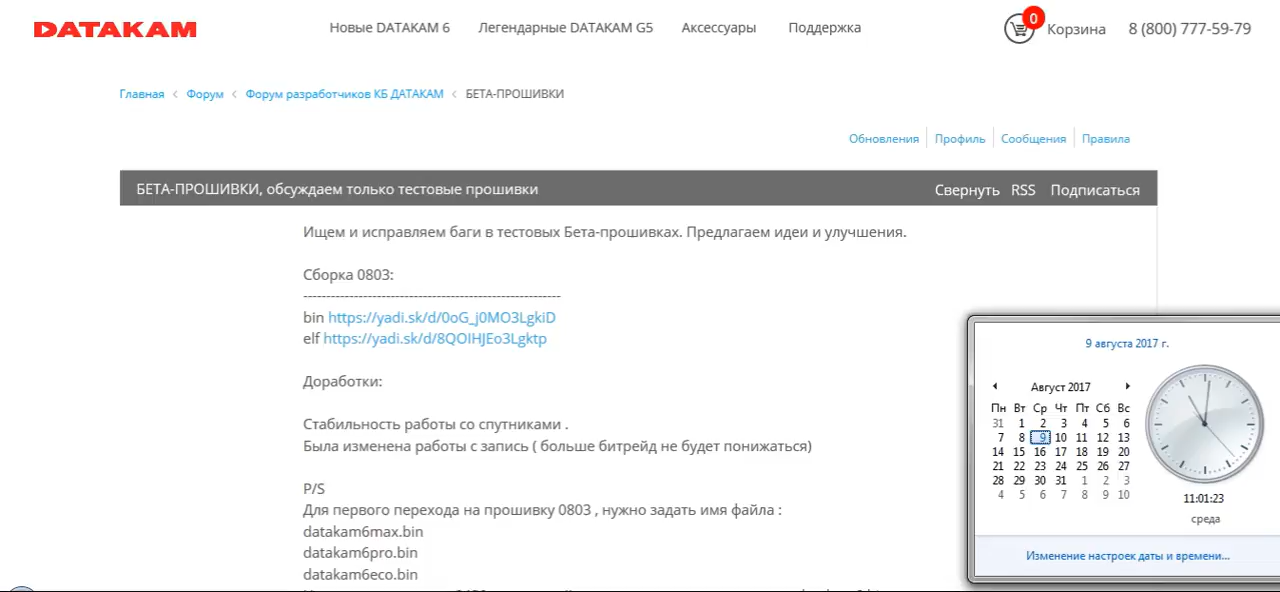 DATAKAM
Новые DATAKAM 6 Легендарные DATAKAM G5 Аксессуары Поддержка
0
Корзина 8 (800) 777-59-79
Главная < Форум < Форум разработчиков КБ ДАТАКАМ < БЕТА-ПРОШИВКИ
Обновления Профиль Сообщения Правила
БЕТА-ПРОШИВКИ, обсуждаем только тестовые прошивки
Свернуть RSS Подписаться
Ищем и исправляем баги в тестовых Бета-прошивках. Предлагаем идеи и улучшения.
Сборка 0803:
--------------------------------------------------------
bin https://yadi.sk/d/0oG_j0MO3LgkiD
elf https://yadi.sk/d/8QOIHJEo3Lgktp
Доработки:
Стабильность работы со спутниками .
Была изменена работы с запись ( больше битрейд не будет понижаться)
P/S
Для первого перехода на прошивку 0803 , нужно задать имя файла :
datakam6max.bin
datakam6pro.bin
datakam6eco.bin
9 августа 2017 г.
Август 2017
Пн Вт Ср Чт Пт Сб Вс
31 1 2 3 4 5 6
7 8 9 10 11 12 13
14 15 16 17 18 19 20
21 22 23 24 25 26 27
28 29 30 31 1 2 3
4 5 6 7 8 9 10
11:01:23
среда
Изменение настроек даты и времени...